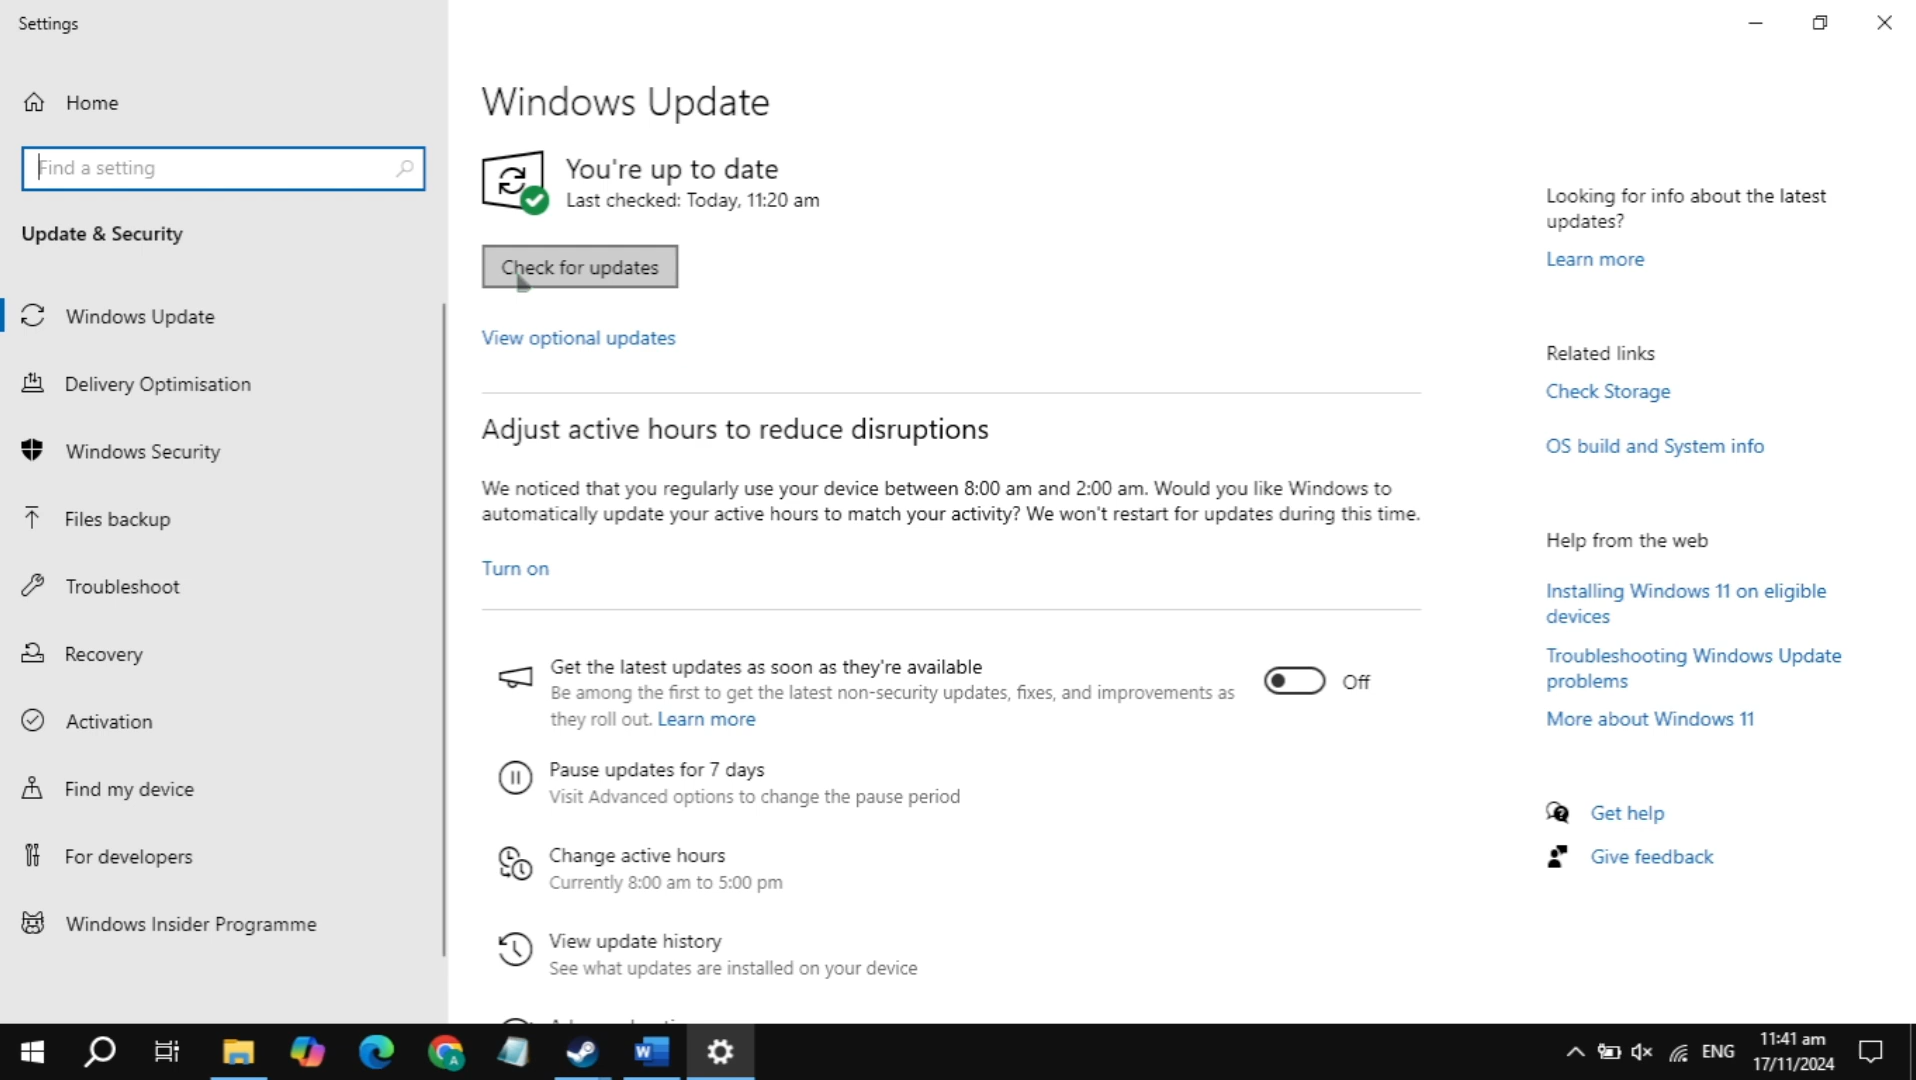 Settings
Home
Find a setting
Update & Security
Windows Update
Delivery Optimisation
Windows Security
Files backup
Troubleshoot
Recovery
Activation
Find my device
For developers
Windows Insider Programme
Windows Update
You're up to date
Last checked: Today, 11:20 am
Check for updates
View optional updates
Adjust active hours to reduce disruptions
We noticed that you regularly use your device between 8:00 am and 2:00 am. Would you like Windows to
automatically update your active hours to match your activity? We won't restart for updates during this time.
Turn on
Get the latest updates as soon as they're available
Be among the first to get the latest non-security updates, fixes, and improvements as
they roll out. Learn more
Off
Pause updates for 7 days
Visit Advanced options to change the pause period
Change active hours
Currently 8:00 am to 5:00 pm
View update history
See what updates are installed on your device
Looking for info about the latest
updates?
Learn more
Related links
Check Storage
OS build and System info
Help from the web
Installing Windows 11 on eligible
devices
Troubleshooting Windows Update
problems
More about Windows 11
Get help
Give feedback
ENG
11:41 am
17/11/2024